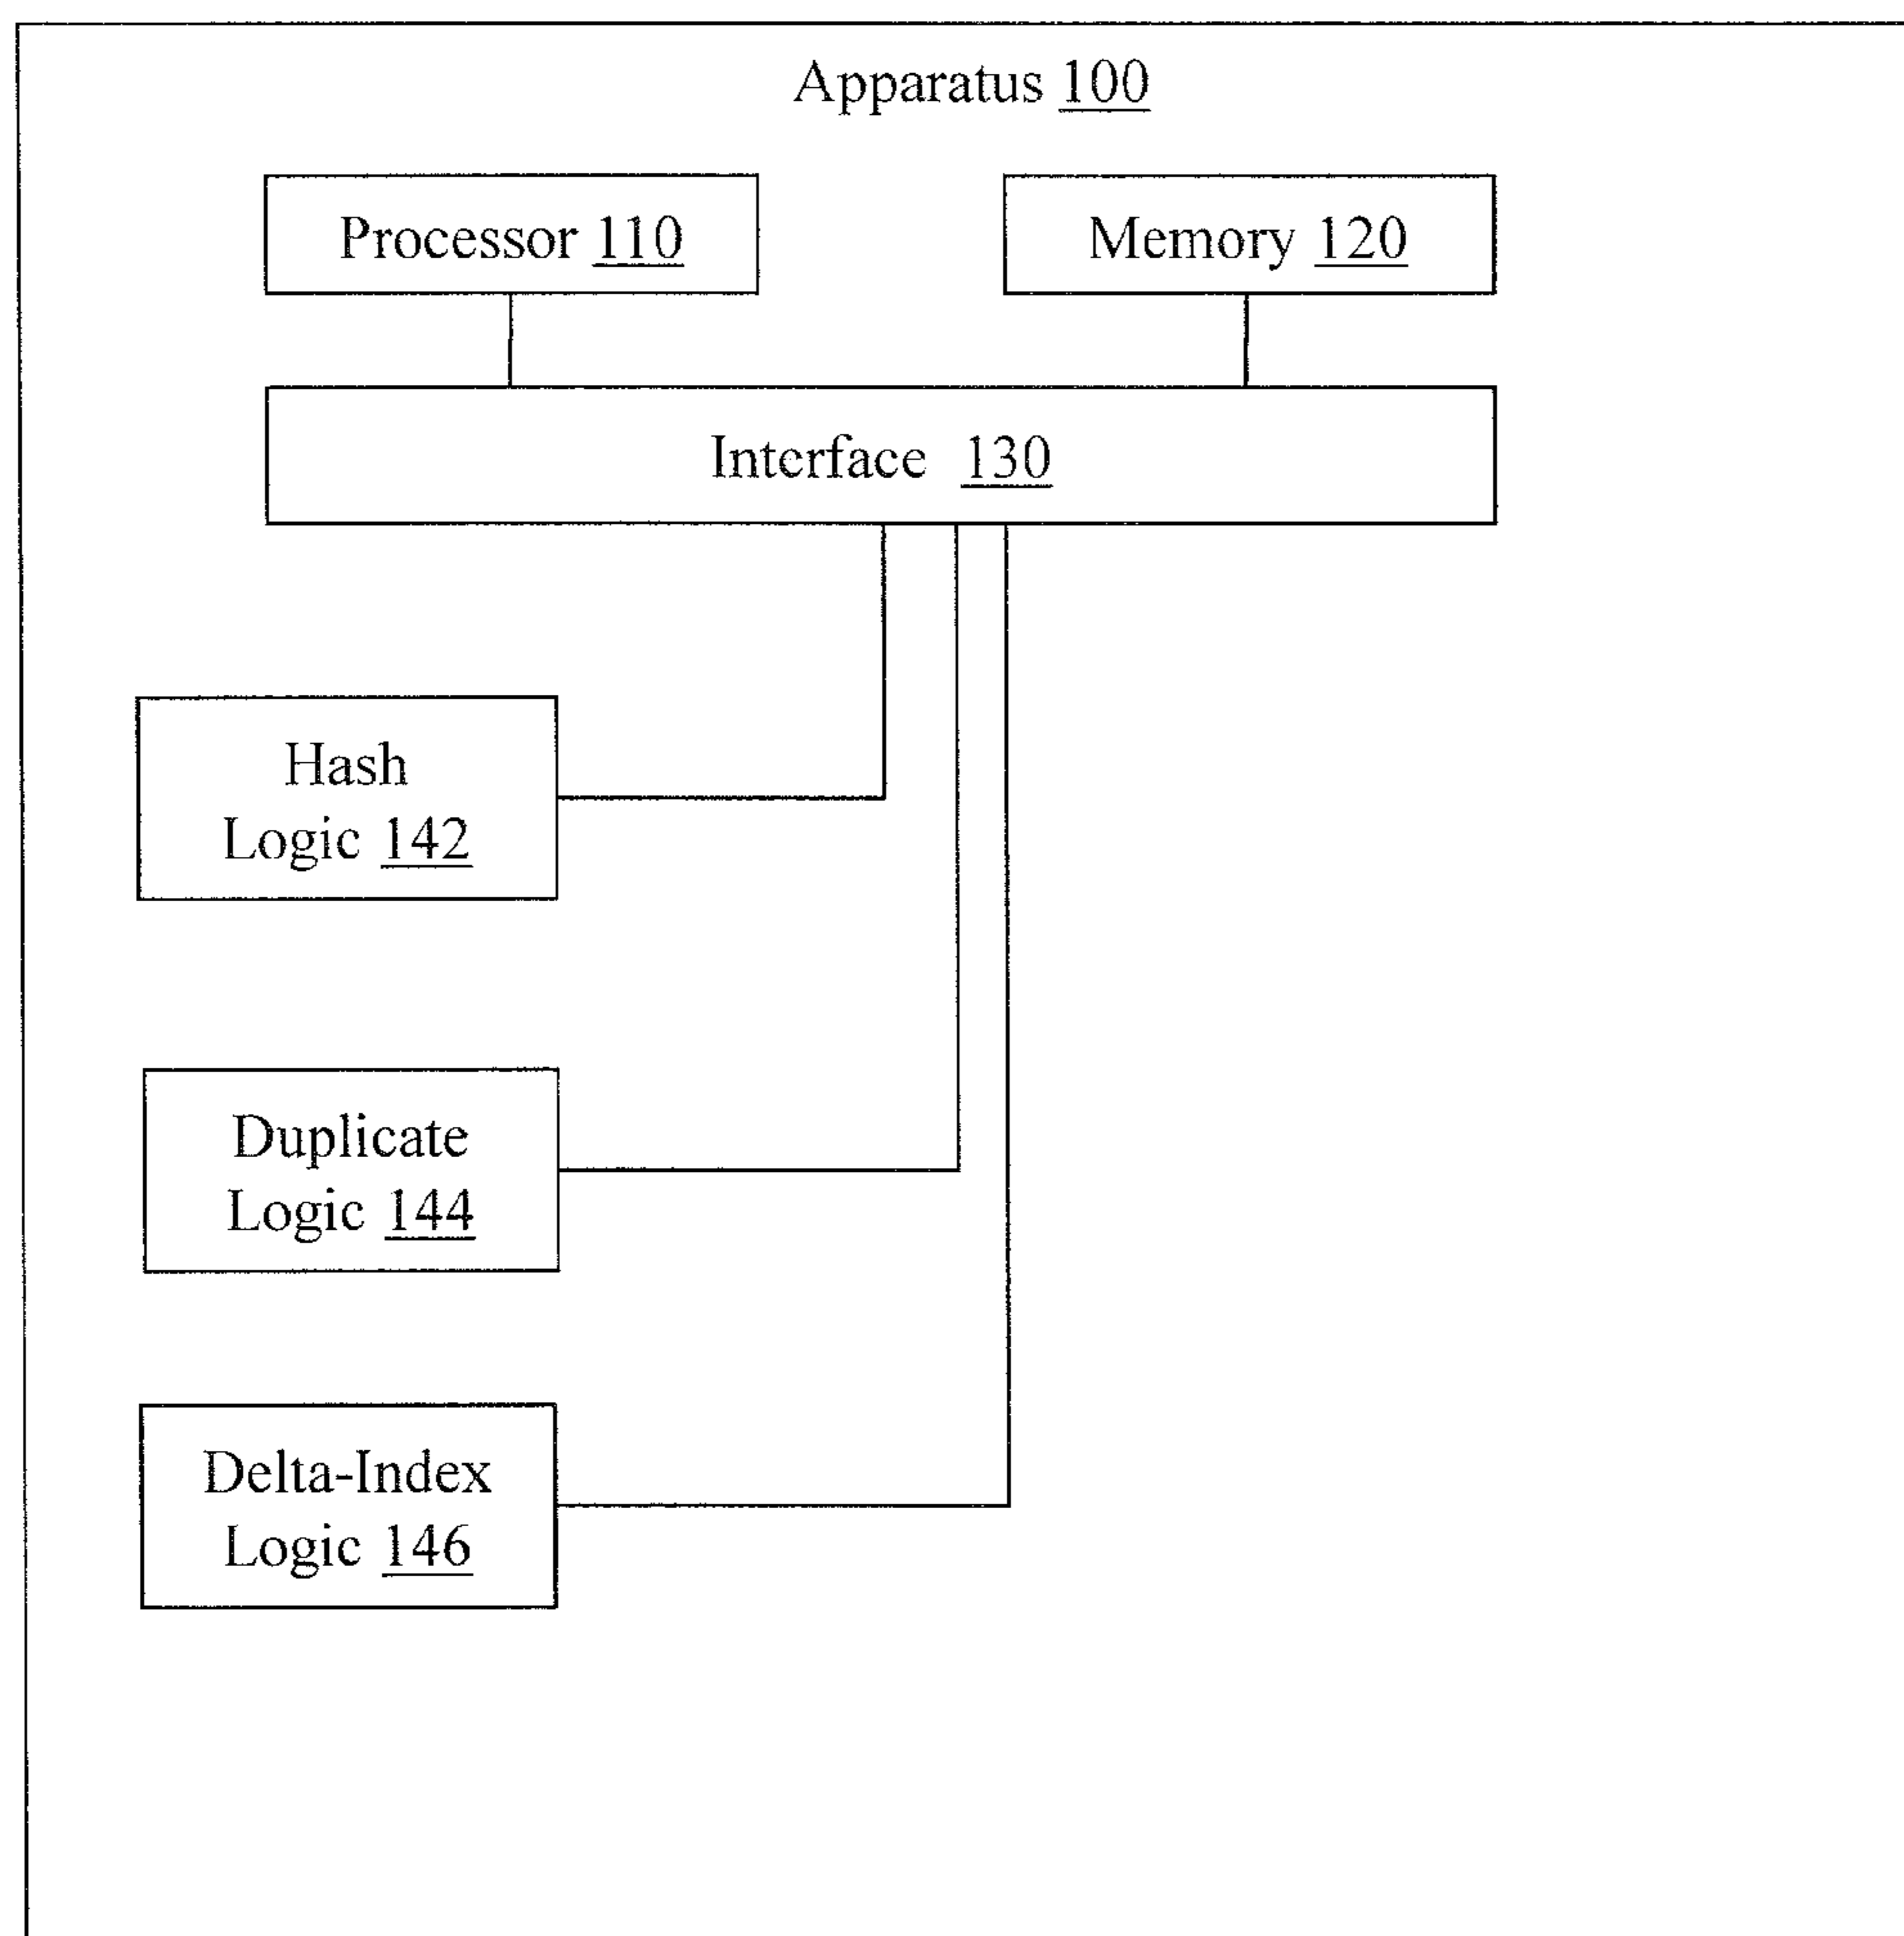 Apparatus 100
Processor 110
Memory 120
Interface 130
Hash
Logic 142
Duplicate
Logic 144
Delta-Index
Logic 146